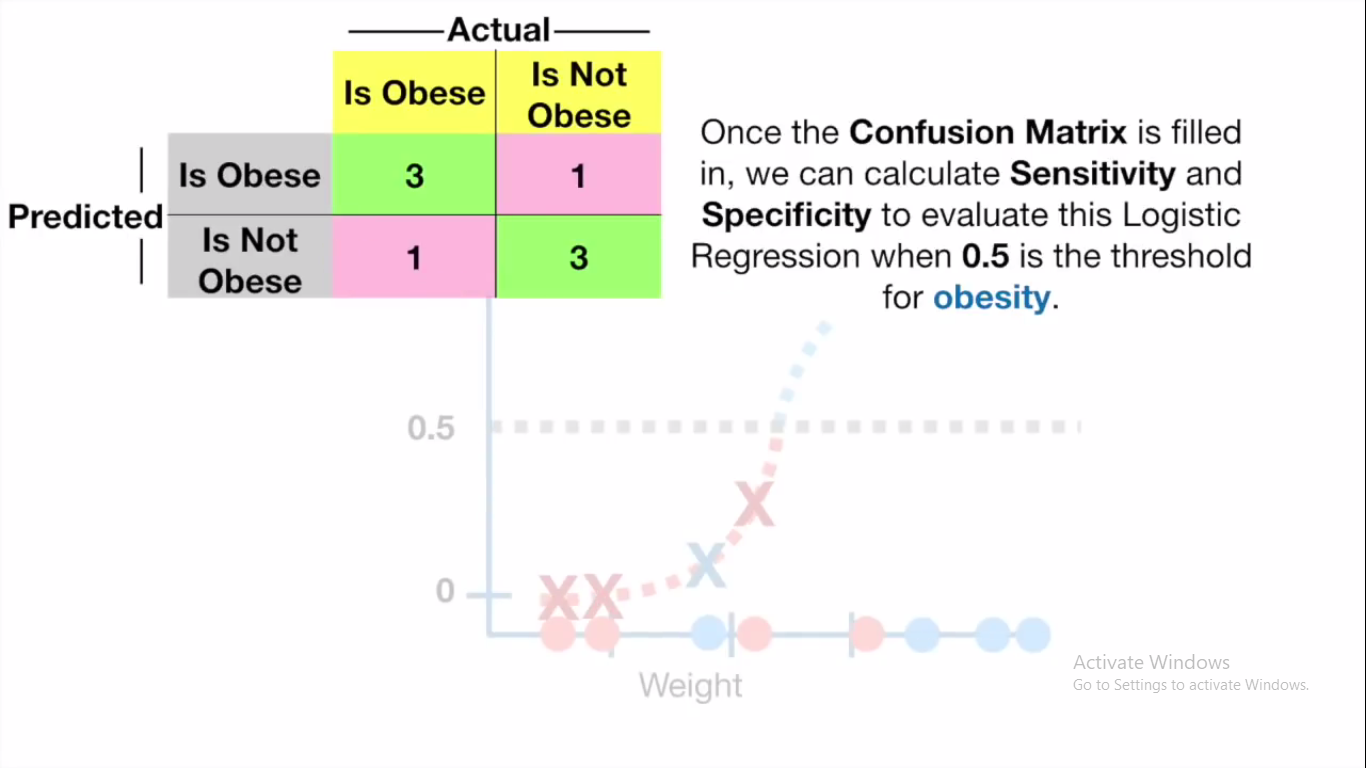 Actual
Is Obese
Is Not
Obese
Predicted
Is Obese
3
1
Is Not
Obese
1
3
Once the Confusion Matrix is filled
in, we can calculate Sensitivity and
Specificity to evaluate this Logistic
Regression when 0.5 is the threshold
for obesity.
0.5
X
X
XX
0
Weight
Activate Windows
Go to Settings to activate Windows.